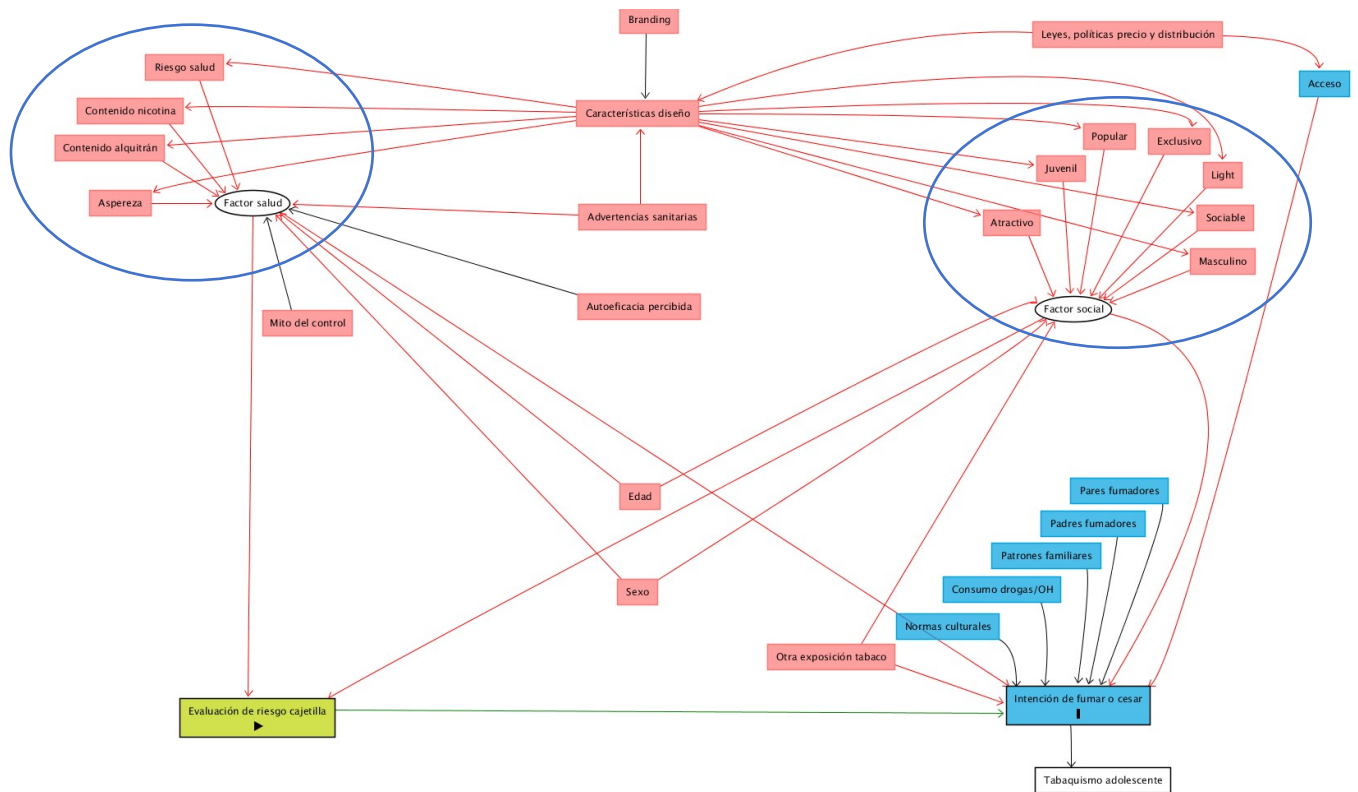 Branding
Leyes, políticas precio y distribución
Riesgo salud
Acceso
Contenido nicotina
Características diseño
Popular
Exclusivo
Contenido alquitrán
Juvenil
Light
Aspereza
Factor salud
Advertencias sanitarias
Atractivo
Sociable
Masculino
Mito del control
Autoeficacia percibida
Factor social
Edad
Pares fumadores
Padres fumadores
Patrones familiares
Sexo
Consumo drogas/OH
Normas culturales
Otra exposición tabaco
Evaluación de riesgo cajetilla
Intención de fumar o cesar
Tabaquismo adolescente